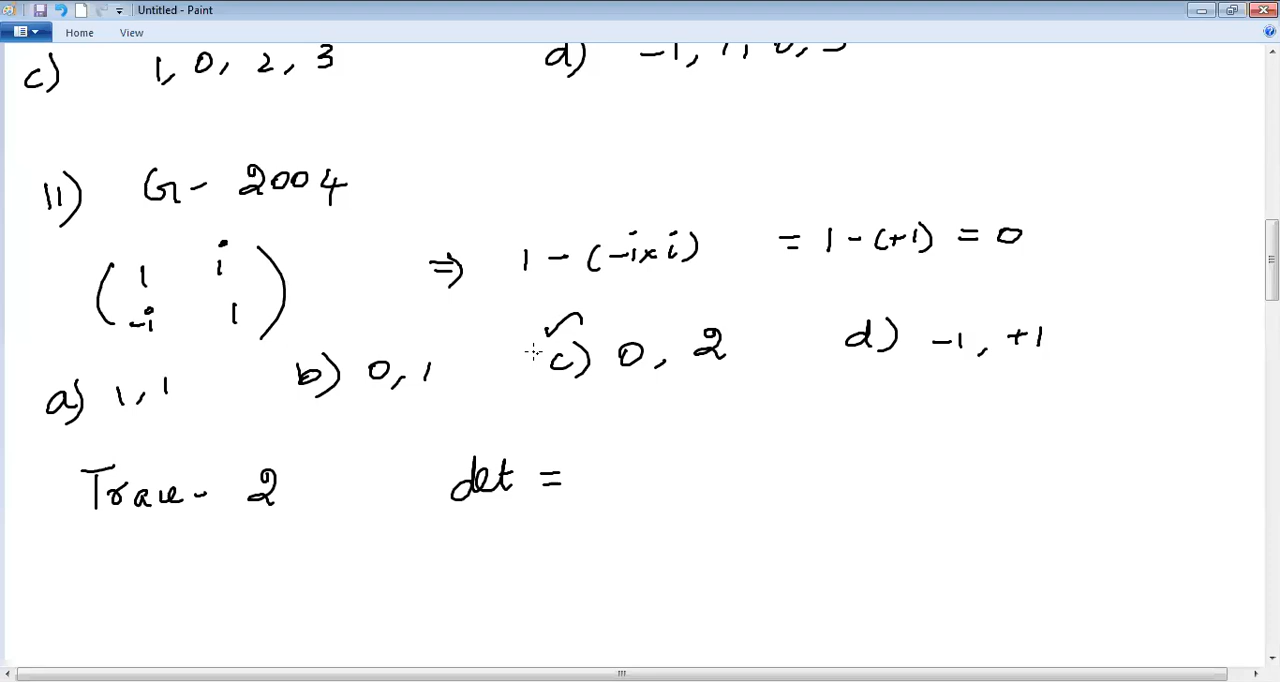 Untitled - Paint
Home View
c) 1, 0, 2, 3 d) -1,
11) G- 2004
( 1 i
-i 1 ) ⇒ 1 - (-i×i) = 1 - (+1) = 0
a) 1, 1 b) 0, 1 c) 0, 2 d) -1, +1
Trace - 2 det =